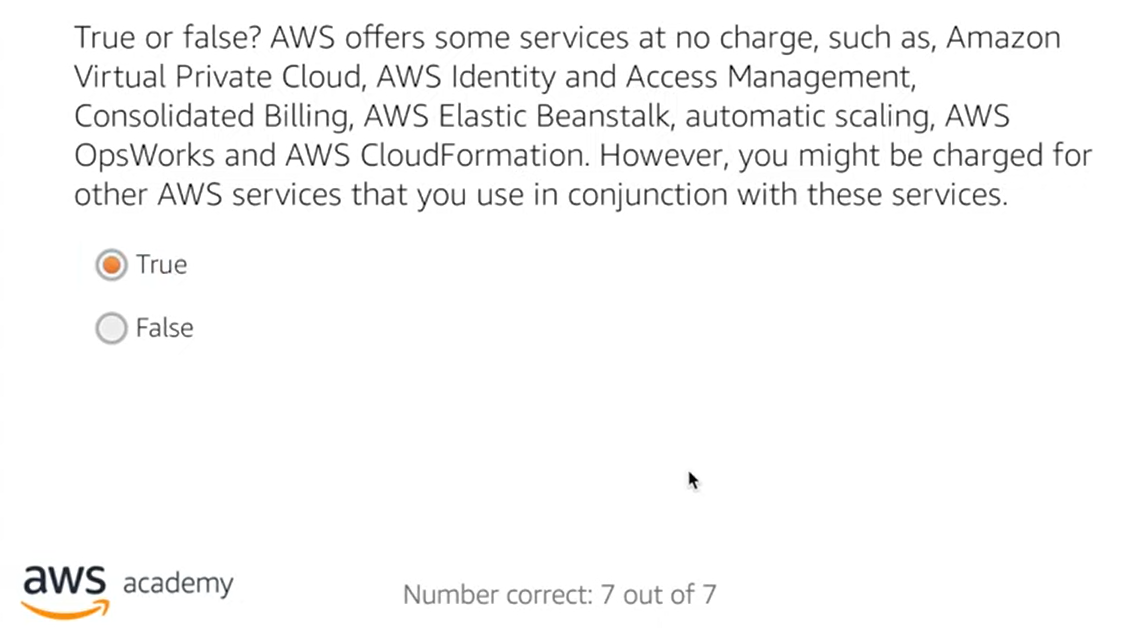 True or false? AWS offers some services at no charge, such as, Amazon
Virtual Private Cloud, AWS Identity and Access Management,
Consolidated Billing, AWS Elastic Beanstalk, automatic scaling, AWS
OpsWorks and AWS CloudFormation. However, you might be charged for
other AWS services that you use in conjunction with these services.
True
False
aws academy
Number correct: 7 out of 7